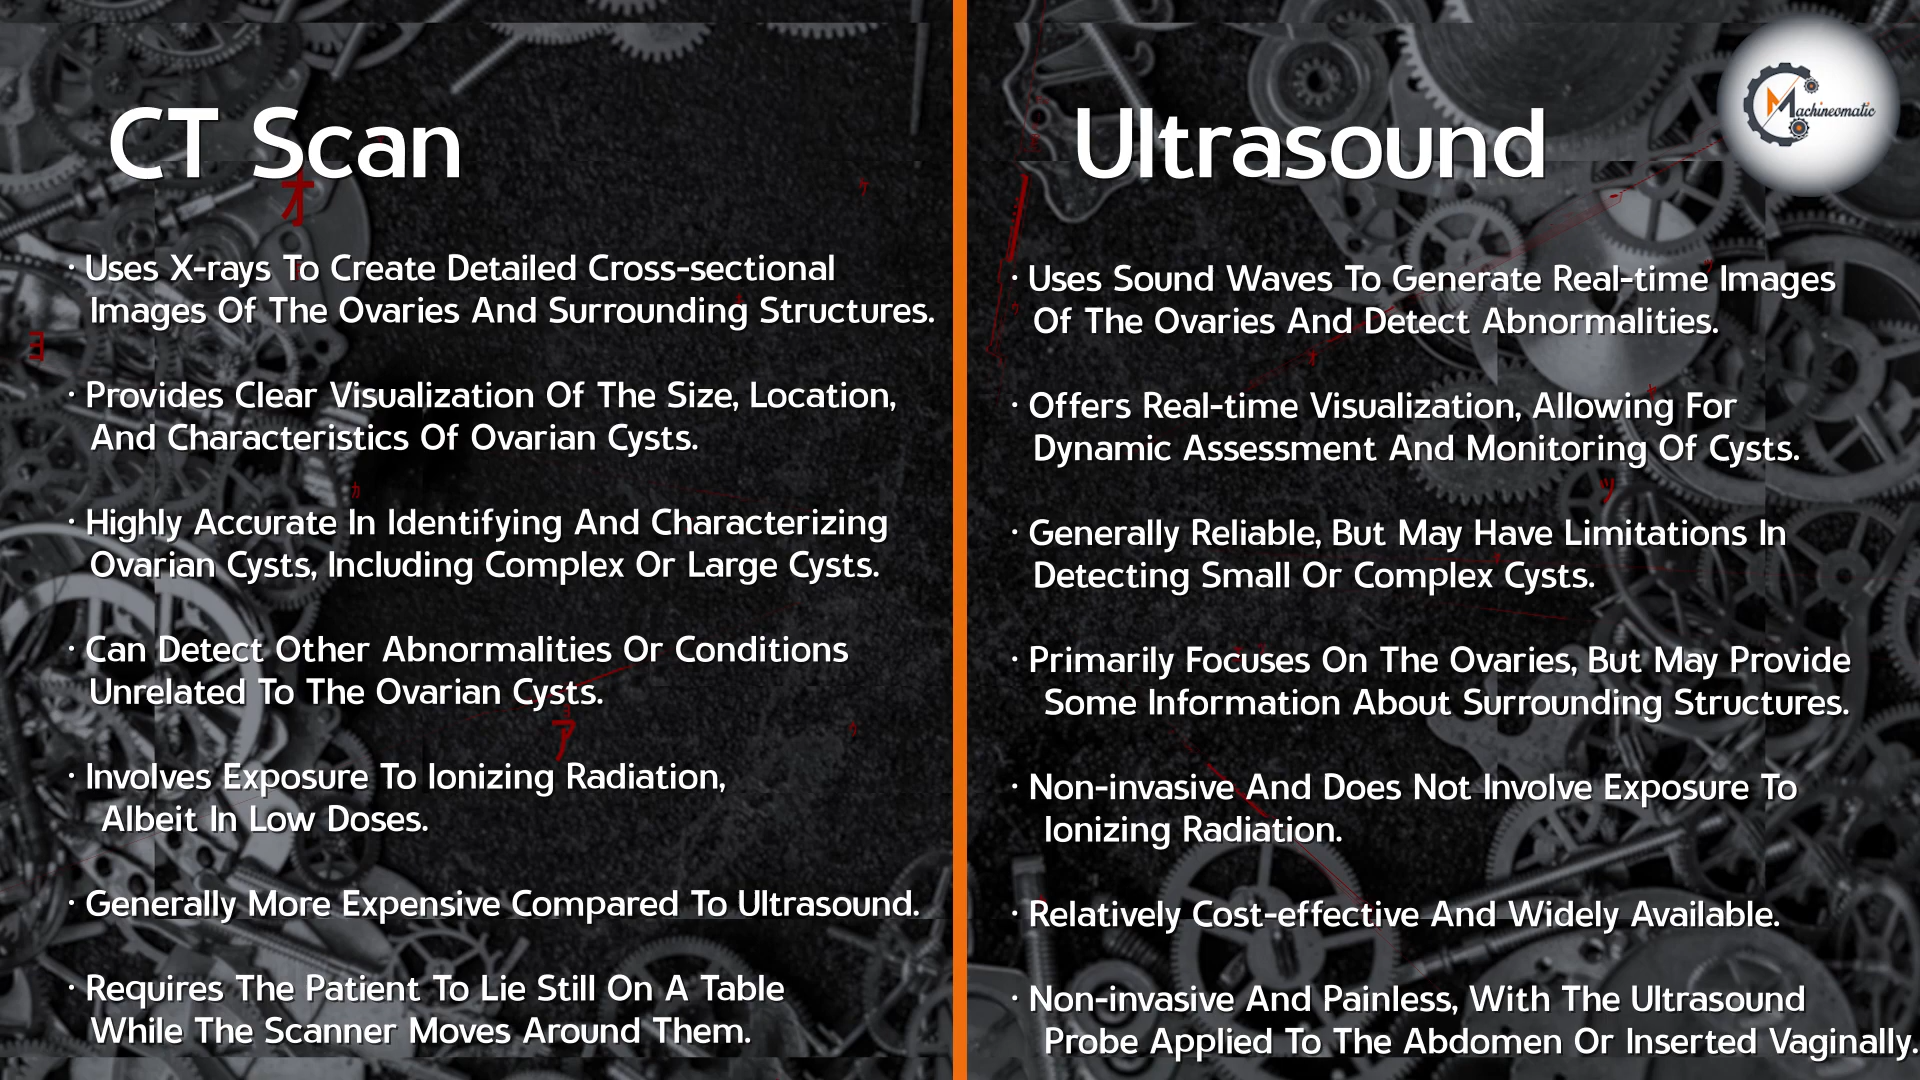 CT Scan
· Uses X-rays To Create Detailed Cross-sectional
Images Of The Ovaries And Surrounding Structures.
· Provides Clear Visualization Of The Size, Location,
And Characteristics Of Ovarian Cysts.
· Highly Accurate In Identifying And Characterizing
Ovarian Cysts, Including Complex Or Large Cysts.
· Can Detect Other Abnormalities Or Conditions
Unrelated To The Ovarian Cysts.
· Involves Exposure To Ionizing Radiation,
Albeit In Low Doses.
· Generally More Expensive Compared To Ultrasound.
· Requires The Patient To Lie Still On A Table
While The Scanner Moves Around Them.
Ultrasound
Machineomatic
· Uses Sound Waves To Generate Real-time Images
Of The Ovaries And Detect Abnormalities.
· Offers Real-time Visualization, Allowing For
Dynamic Assessment And Monitoring Of Cysts.
· Generally Reliable, But May Have Limitations In
Detecting Small Or Complex Cysts.
· Primarily Focuses On The Ovaries, But May Provide
Some Information About Surrounding Structures.
· Non-invasive And Does Not Involve Exposure To
Ionizing Radiation.
· Relatively Cost-effective And Widely Available.
· Non-invasive And Painless, With The Ultrasound
Probe Applied To The Abdomen Or Inserted Vaginally.
オ
ヨ
カ
ア
ツ